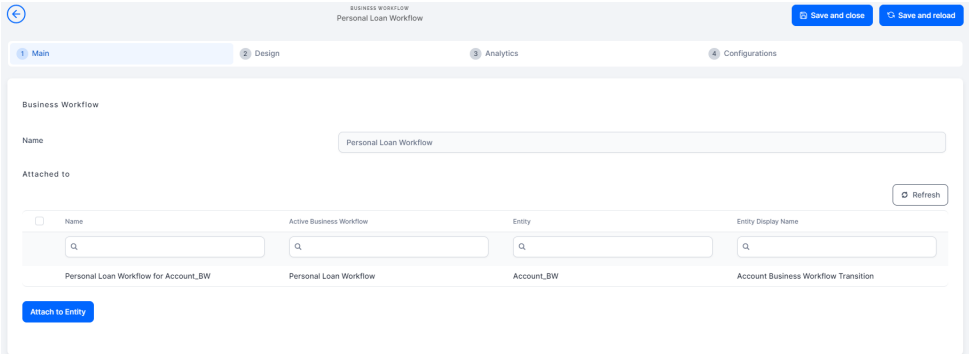 BUSINESS WORKFLOW
Personal Loan Workflow
Save and close
Save and reload
1 Main
2 Design
3 Analytics
4 Configurations
Business Workflow
Name
Personal Loan Workflow
Attached to
Refresh
Name Active Business Workflow Entity Entity Display Name
Personal Loan Workflow for Account_BW Personal Loan Workflow Account_BW Account Business Workflow Transition
Attach to Entity